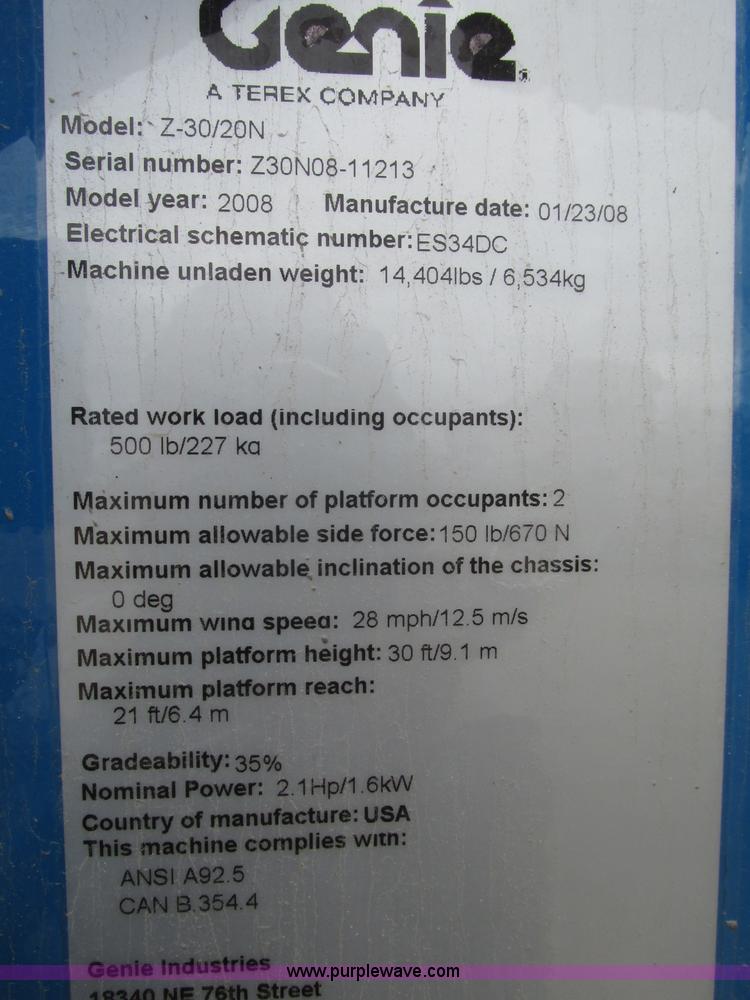 Genie
A TEREX COMPANY
Model: Z-30/20N
Serial number: Z30N08-11213
Model year: 2008 Manufacture date: 01/23/08
Electrical schematic number: ES34DC
Machine unladen weight: 14,404lbs / 6,534kg
Rated work load (including occupants):
500 lb/227 kg
Maximum number of platform occupants: 2
Maximum allowable side force: 150 lb/670 N
Maximum allowable inclination of the chassis:
0 deg
Maximum wind speed: 28 mph/12.5 m/s
Maximum platform height: 30 ft/9.1 m
Maximum platform reach:
21 ft/6.4 m
Gradeability: 35%
Nominal Power: 2.1Hp/1.6kW
Country of manufacture: USA
This machine complies with:
ANSI A92.5
CAN B.354.4
Genie Industries
www.purplewave.com
18340 NE 76th Street